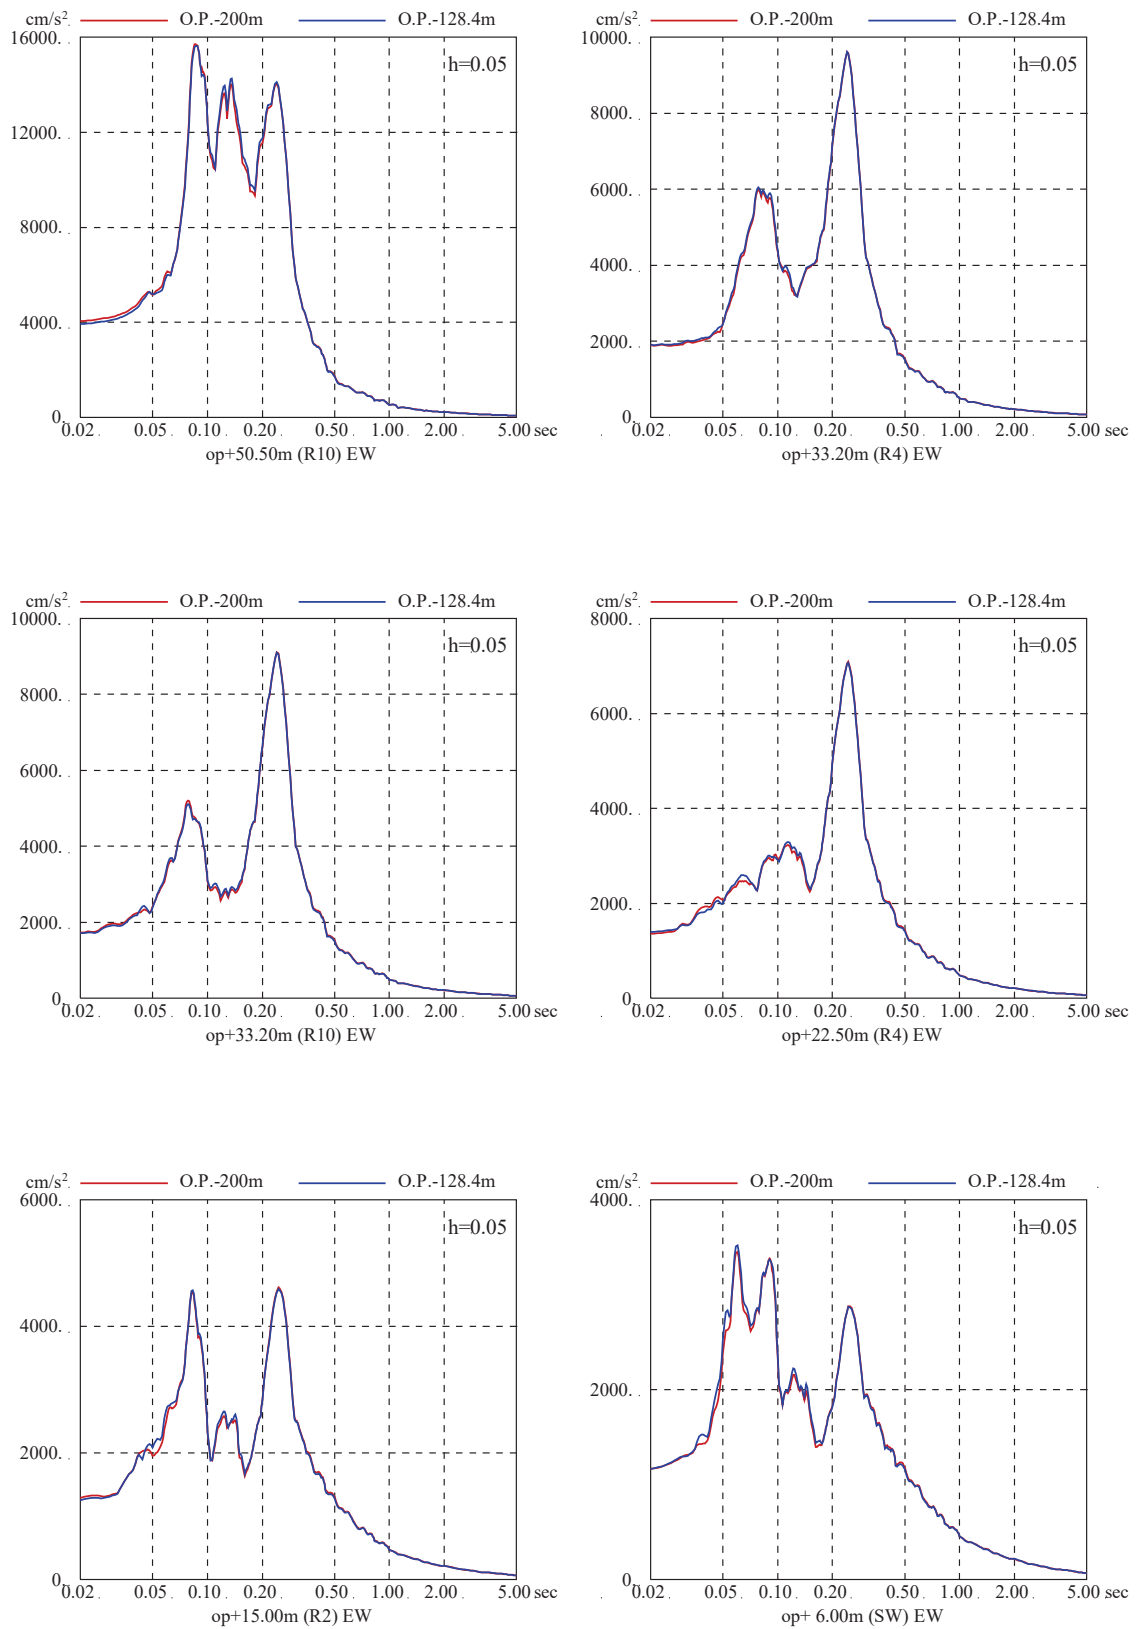 cm/s² O.P.-200m O.P.-128.4m
16000.
h=0.05
12000.
8000.
4000.
0.
0.02 0.05 0.10 0.20 0.50 1.00 2.00 5.00 sec
op+50.50m (R10) EW
cm/s² O.P.-200m O.P.-128.4m
10000.
h=0.05
8000.
6000.
4000.
2000.
0.
0.02 0.05 0.10 0.20 0.50 1.00 2.00 5.00 sec
op+33.20m (R4) EW
cm/s² O.P.-200m O.P.-128.4m
10000.
h=0.05
8000.
6000.
4000.
2000.
0.
0.02 0.05 0.10 0.20 0.50 1.00 2.00 5.00 sec
op+33.20m (R10) EW
cm/s² O.P.-200m O.P.-128.4m
8000.
h=0.05
6000.
4000.
2000.
0.
0.02 0.05 0.10 0.20 0.50 1.00 2.00 5.00 sec
op+22.50m (R4) EW
cm/s² O.P.-200m O.P.-128.4m
6000.
h=0.05
4000.
2000.
0.
0.02 0.05 0.10 0.20 0.50 1.00 2.00 5.00 sec
op+15.00m (R2) EW
cm/s² O.P.-200m O.P.-128.4m
4000.
h=0.05
2000.
0.
0.02 0.05 0.10 0.20 0.50 1.00 2.00 5.00 sec
op+ 6.00m (SW) EW